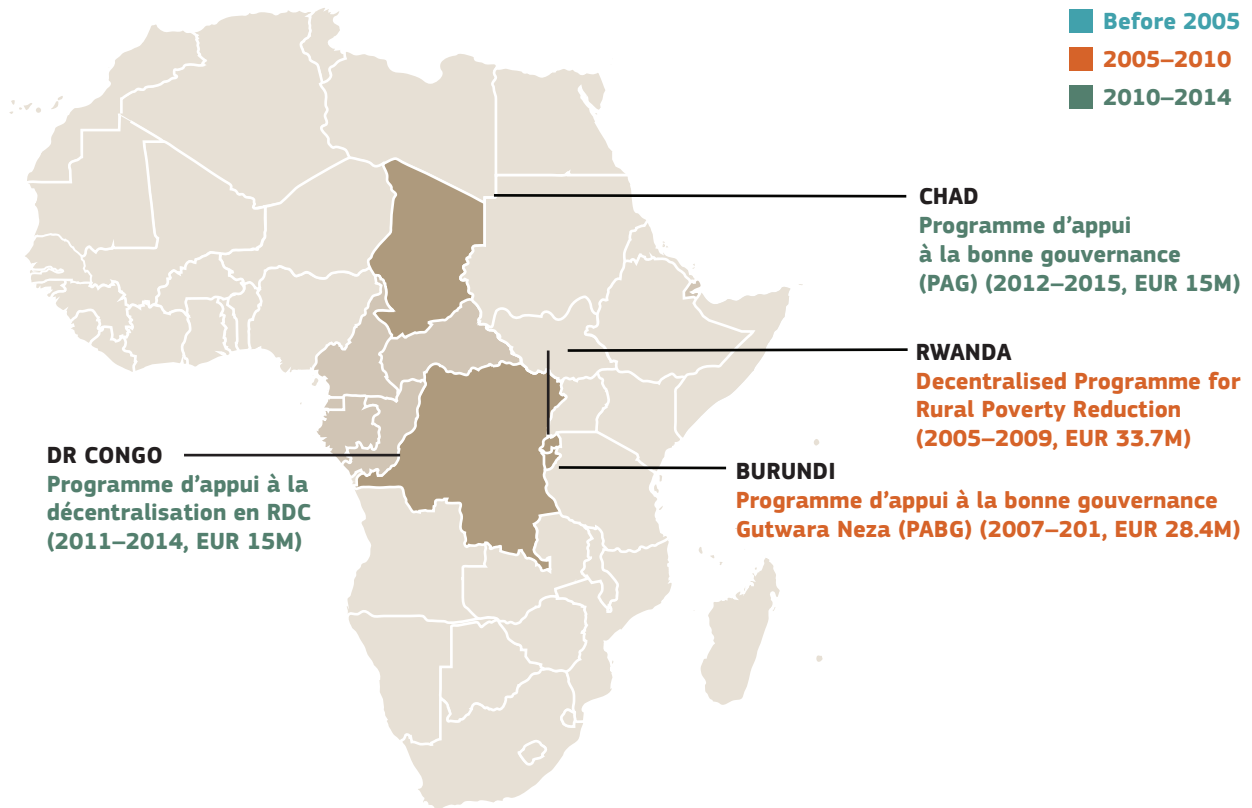 Before 2005
2005–2010
2010–2014
CHAD
Programme d'appui
à la bonne gouvernance
(PAG) (2012–2015, EUR 15M)
RWANDA
Decentralised Programme for
Rural Poverty Reduction
(2005–2009, EUR 33.7M)
DR CONGO
Programme d'appui à la
décentralisation en RDC
(2011–2014, EUR 15M)
BURUNDI
Programme d'appui à la bonne gouvernance
Gutwara Neza (PABG) (2007–201, EUR 28.4M)